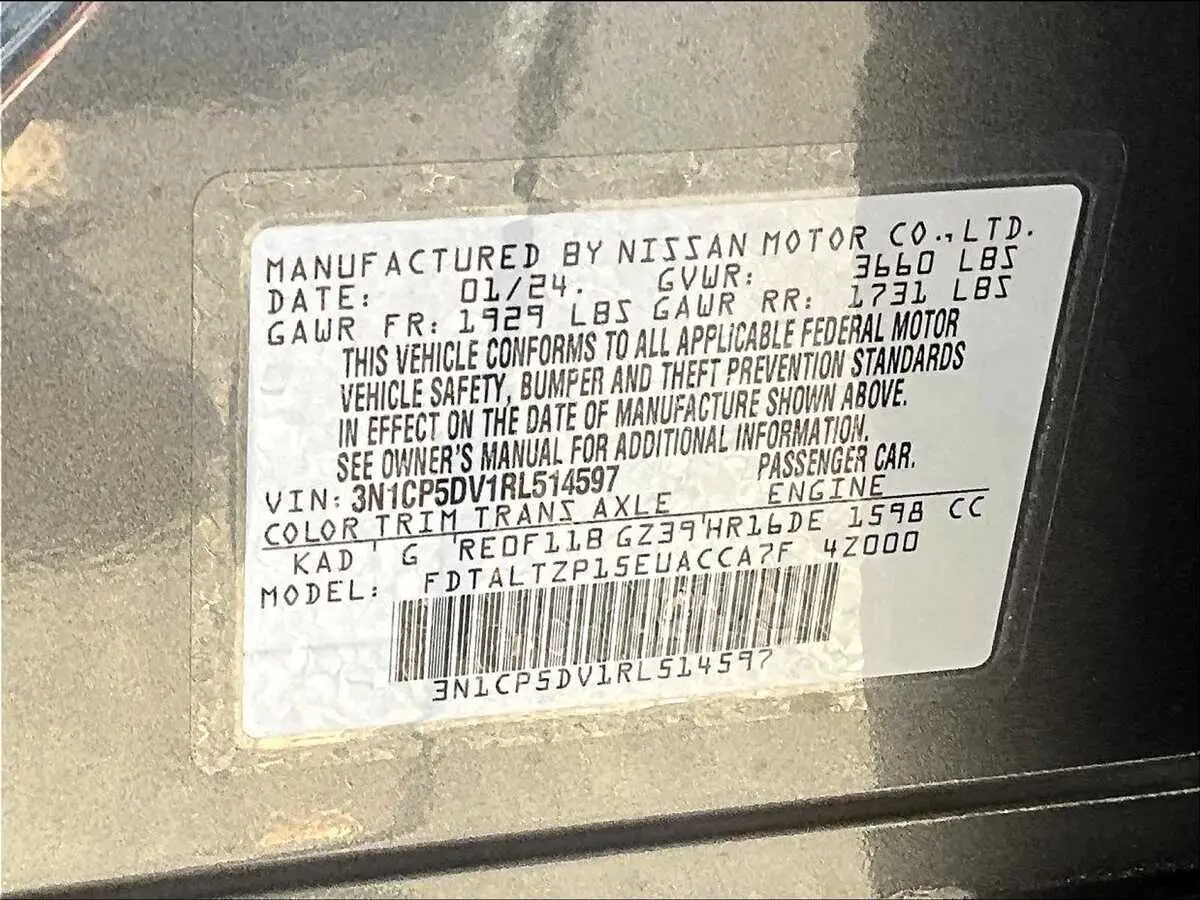 MANUFACTURED BY NISSAN MOTOR CO.,LTD.
DATE: 01/24. GVWR: 3660 LBS
GAWR FR: 1929 LBS GAWR RR: 1731 LBS
THIS VEHICLE CONFORMS TO ALL APPLICABLE FEDERAL MOTOR
VEHICLE SAFETY, BUMPER AND THEFT PREVENTION STANDARDS
IN EFFECT ON THE DATE OF MANUFACTURE SHOWN ABOVE.
SEE OWNER'S MANUAL FOR ADDITIONAL INFORMATION.
VIN: 3N1CP5DV1RL514597 PASSENGER CAR.
COLOR TRIM TRANS AXLE ENGINE
KAD G RE0F11B GZ39 HR16DE 1598 CC
MODEL: FDTALTZP15EUACCA7F 4Z000
3N1CP5DV1RL514597